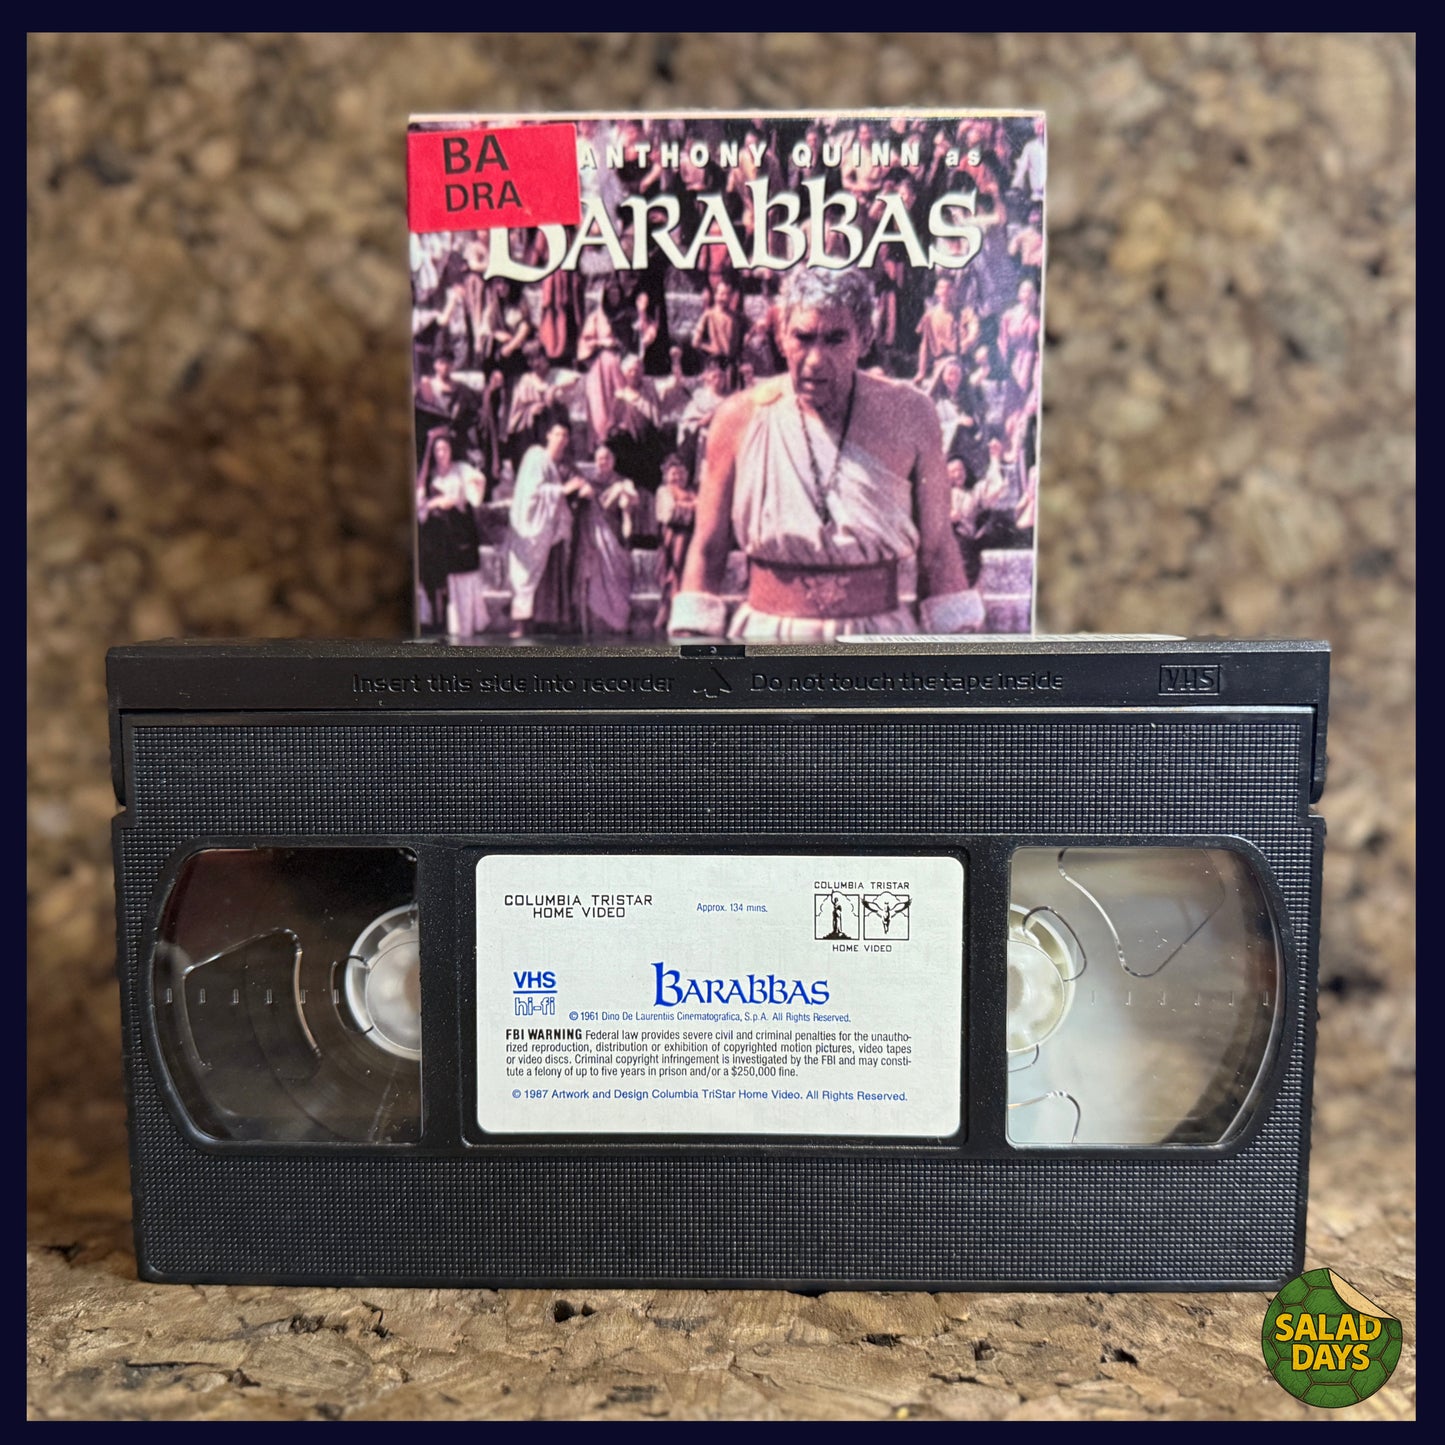 BA
DRA
ANTHONY QUINN as
BARABBAS
Insert this side into recorder Do not touch the tape inside VHS
COLUMBIA TRISTAR
HOME VIDEO
Approx. 134 mins.
COLUMBIA TRISTAR
HOME VIDEO
VHS
hi-fi
BARABBAS
© 1961 Dino De Laurentiis Cinematografica, S.p.A. All Rights Reserved.
FBI WARNING Federal law provides severe civil and criminal penalties for the unautho-
rized reproduction, distribution or exhibition of copyrighted motion pictures, video tapes
or video discs. Criminal copyright infringement is investigated by the FBI and may consti-
tute a felony of up to five years in prison and/or a $250,000 fine.
© 1987 Artwork and Design Columbia TriStar Home Video. All Rights Reserved.
SALAD
DAYS